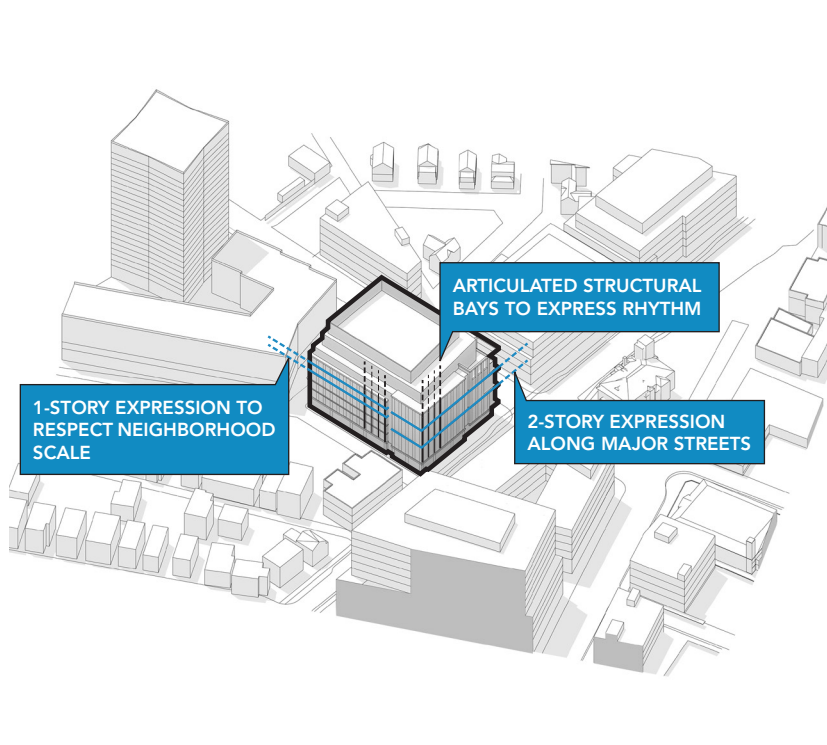 ARTICULATED STRUCTURAL
BAYS TO EXPRESS RHYTHM
1-STORY EXPRESSION TO
RESPECT NEIGHBORHOOD
SCALE
2-STORY EXPRESSION
ALONG MAJOR STREETS